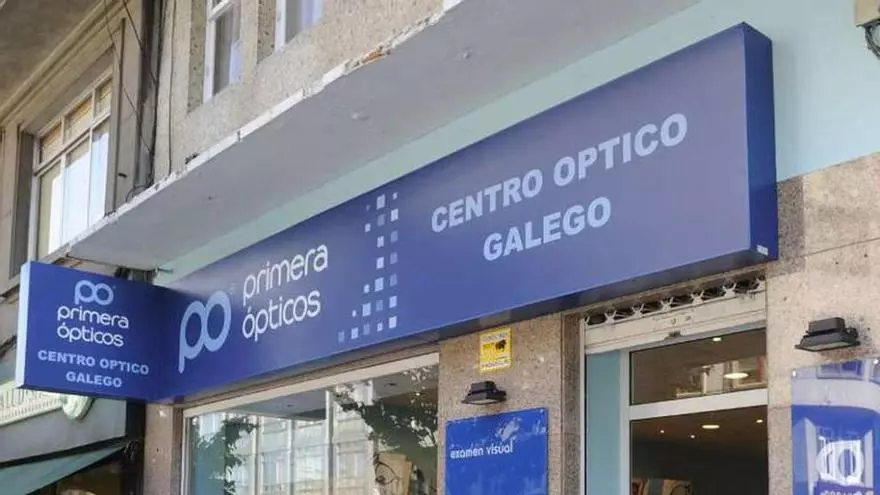 po
primera
ópticos
CENTRO OPTICO
GALEGO
po
primera
ópticos
CENTRO OPTICO
GALEGO
examen visual